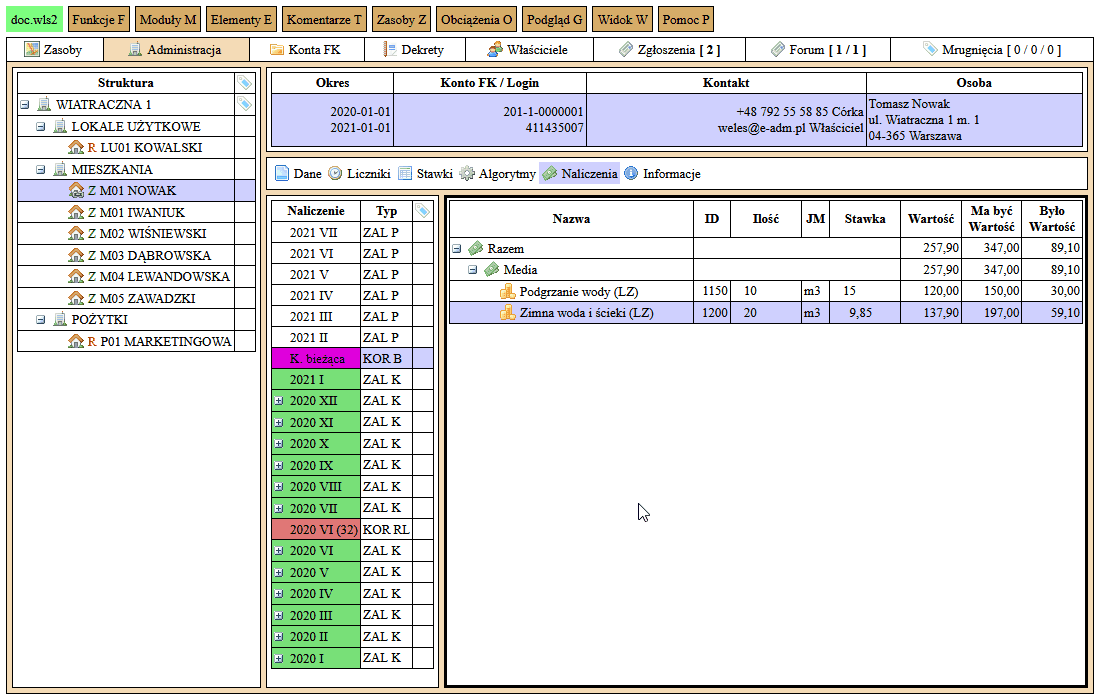 doc.wls2 Funkcje F Moduły M Elementy E Komentarze T Zasoby Z Obciążenia O Podgląd G Widok W Pomoc P
Zasoby Administracja Konta FK Dekrety Właściciele Zgłoszenia [ 2 ] Forum [ 1 / 1 ] Mrugnięcia [ 0 / 0 / 0 ]
Struktura
WIATRACZNA 1
LOKALE UŻYTKOWE
R LU01 KOWALSKI
MIESZKANIA
Z M01 NOWAK
Z M01 IWANIUK
Z M02 WIŚNIEWSKI
Z M03 DĄBROWSKA
Z M04 LEWANDOWSKA
Z M05 ZAWADZKI
POŻYTKI
R P01 MARKETINGOWA
Okres Konto FK / Login Kontakt Osoba
2020-01-01 201-1-0000001 +48 792 55 58 85 Córka Tomasz Nowak
2021-01-01 411435007 weles@e-adm.pl Właściciel ul. Wiatraczna 1 m. 1
04-365 Warszawa
Dane Liczniki Stawki Algorytmy Naliczenia Informacje
Naliczenie Typ
2021 VII ZAL P
2021 VI ZAL P
2021 V ZAL P
2021 IV ZAL P
2021 III ZAL P
2021 II ZAL P
K. bieżąca KOR B
2021 I ZAL K
2020 XII ZAL K
2020 XI ZAL K
2020 X ZAL K
2020 IX ZAL K
2020 VIII ZAL K
2020 VII ZAL K
2020 VI (32) KOR RL
2020 VI ZAL K
2020 V ZAL K
2020 IV ZAL K
2020 III ZAL K
2020 II ZAL K
2020 I ZAL K
Nazwa ID Ilość JM Stawka Wartość Ma być Wartość Było Wartość
Razem 257,90 347,00 89,10
Media 257,90 347,00 89,10
Podgrzanie wody (LZ) 1150 10 m3 15 120,00 150,00 30,00
Zimna woda i ścieki (LZ) 1200 20 m3 9,85 137,90 197,00 59,10